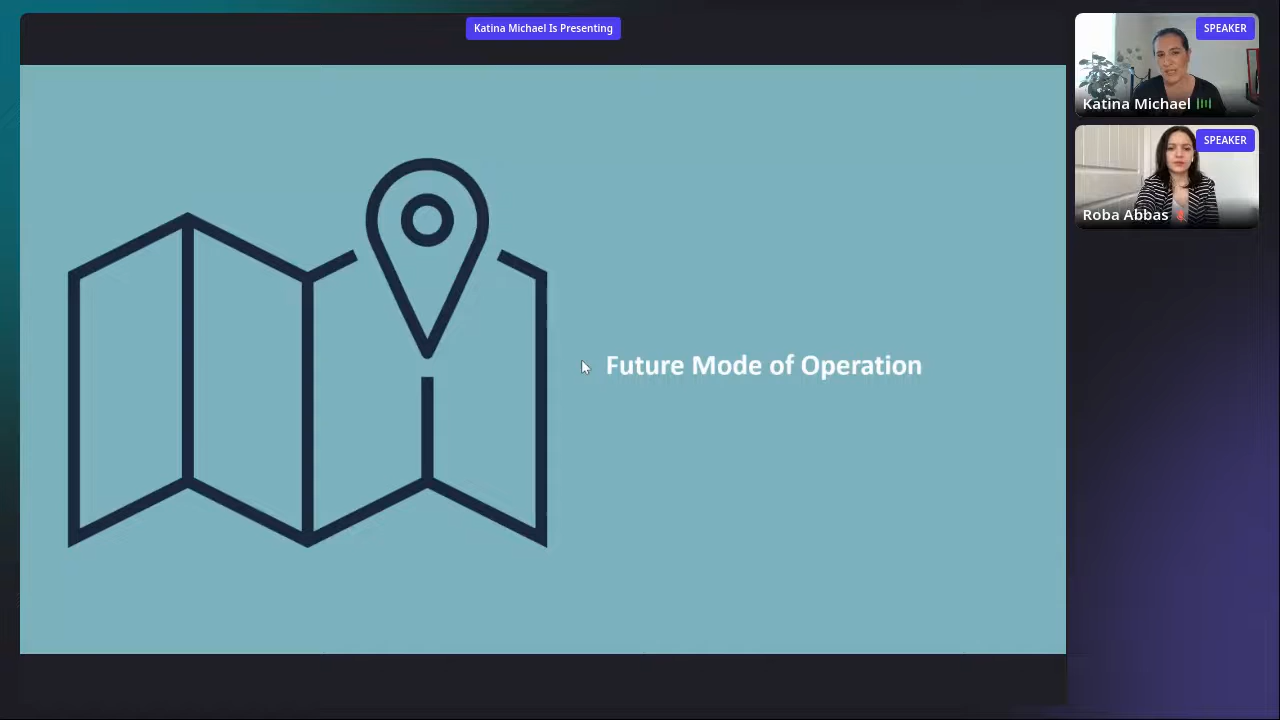 Katina Michael Is Presenting
SPEAKER
Katina Michael
SPEAKER
Roba Abbas
Future Mode of Operation